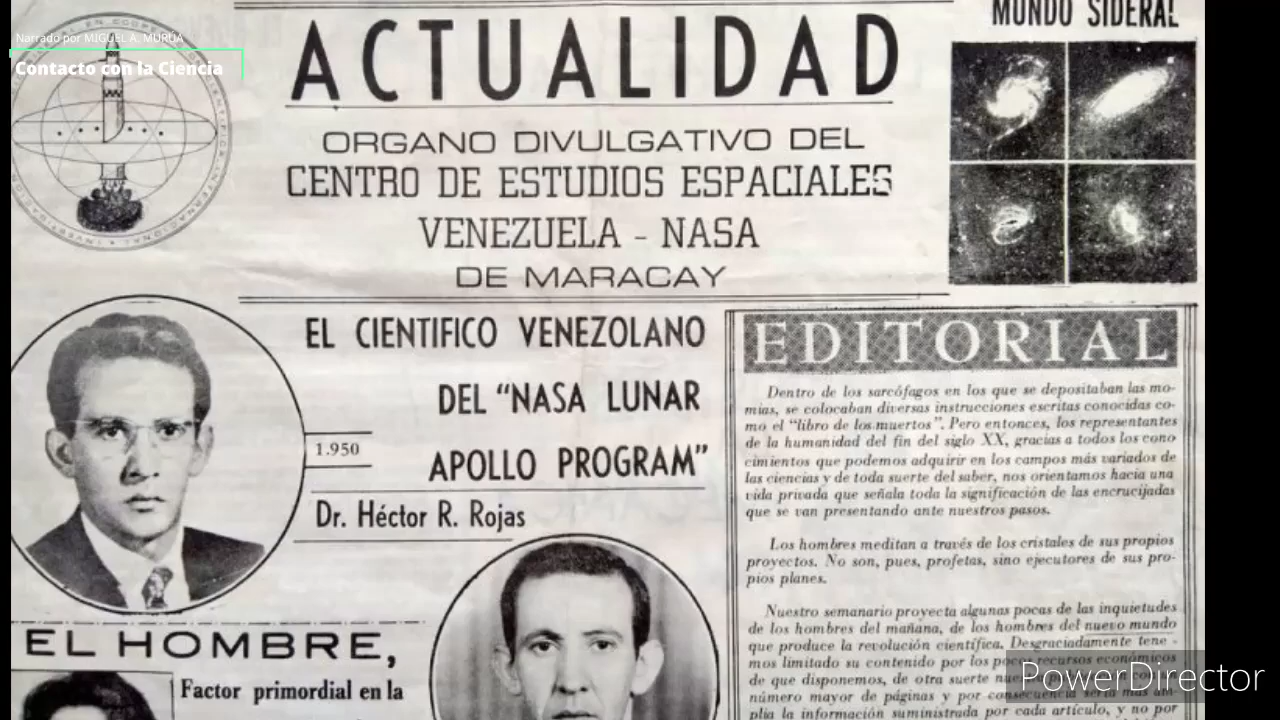 Narrado por MIGUEL A. MURUA
Contacto con la Ciencia
ACTUALIDAD
ORGANO DIVULGATIVO DEL
CENTRO DE ESTUDIOS ESPACIALES
VENEZUELA - NASA
DE MARACAY
MUNDO SIDERAL
EL CIENTIFICO VENEZOLANO
DEL "NASA LUNAR
APOLLO PROGRAM"
1.950
Dr. Héctor R. Rojas
EL HOMBRE,
Factor primordial en la
EDITORIAL
Dentro de los sarcófagos en los que se depositaban las mo-
mias, se colocaban diversas instrucciones escritas conocidas co-
mo el "libro de los muertos". Pero entonces, los representantes
de la humanidad del fin del siglo XX, gracias a todos los cono
cimientos que podemos adquirir en los campos más variados de
las ciencias y de toda suerte del saber, nos orientamos hacia una
vida privada que señala toda la significación de las encrucijadas
que se van presentando ante nuestros pasos.
Los hombres meditan a través de los cristales de sus propios
proyectos. No son, pues, profetas, sino ejecutores de sus pro-
pios planes.
Nuestro semanario proyecta algunas pocas de las inquietudes
de los hombres del mañana, de los hombres del nuevo mundo
que produce la revolución científica. Desgraciadamente tene -
mos limitado su contenido por los pocos recursos económicos
de que disponemos, de otra suerte
número mayor de páginas y por consecuencia sería más am-
plia la información suministrada por cada artículo, y no por
PowerDirector